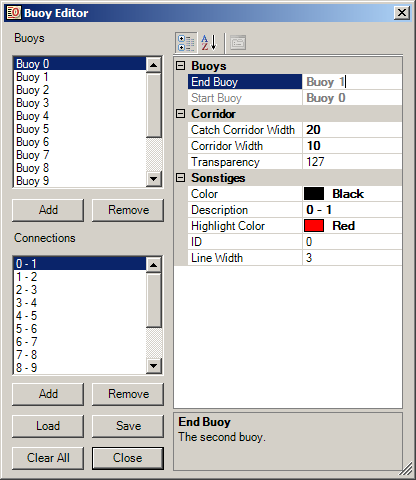 Buoy Editor
Buoys
Buoy 0
Buoy 1
Buoy 2
Buoy 3
Buoy 4
Buoy 5
Buoy 6
Buoy 7
Buoy 8
Buoy 9
Add Remove
Connections
0 - 1
1 - 2
2 - 3
3 - 4
4 - 5
5 - 6
6 - 7
7 - 8
8 - 9
Add Remove
Load Save
Clear All Close
Buoys
End Buoy Buoy 1
Start Buoy Buoy 0
Corridor
Catch Corridor Width 20
Corridor Width 10
Transparency 127
Sonstiges
Color Black
Description 0 - 1
Highlight Color Red
ID 0
Line Width 3
End Buoy
The second buoy.